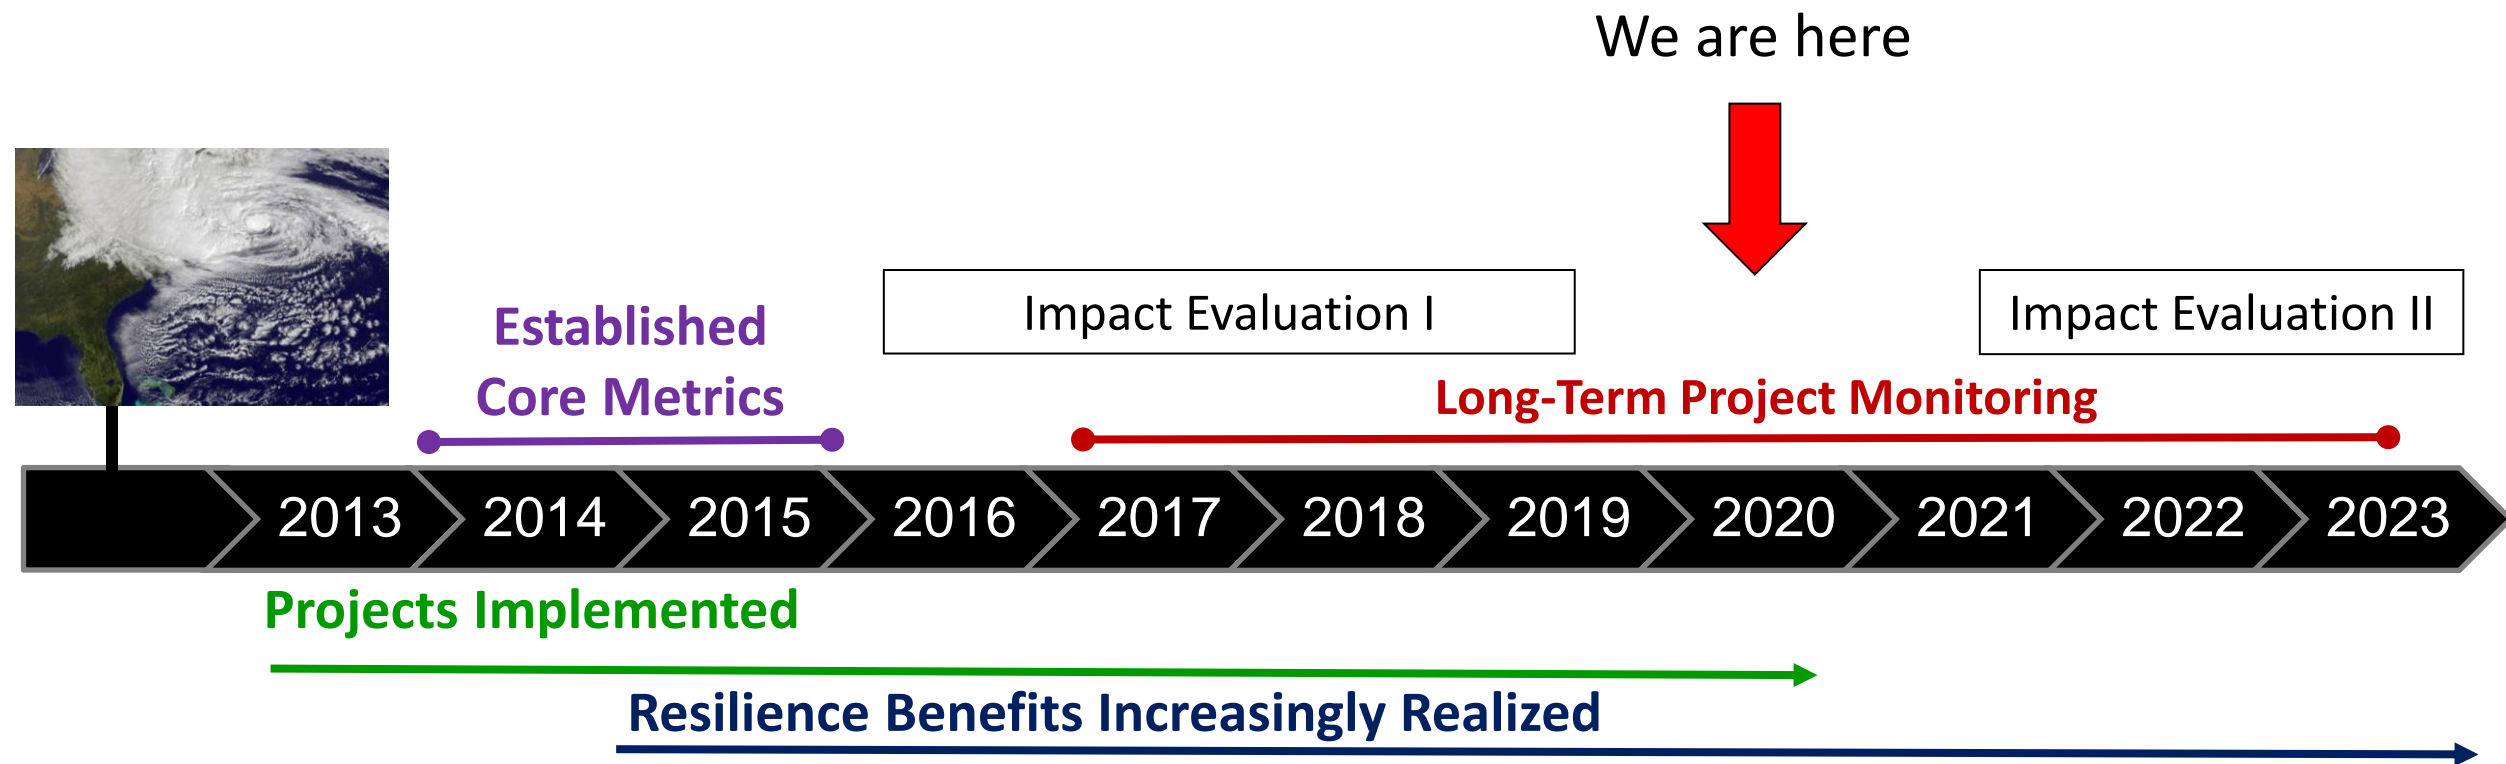 We are here
Established
Core Metrics
Impact Evaluation I
Impact Evaluation II
Long-Term Project Monitoring
2013 2014 2015 2016 2017 2018 2019 2020 2021 2022 2023
Projects Implemented
Resilience Benefits Increasingly Realized